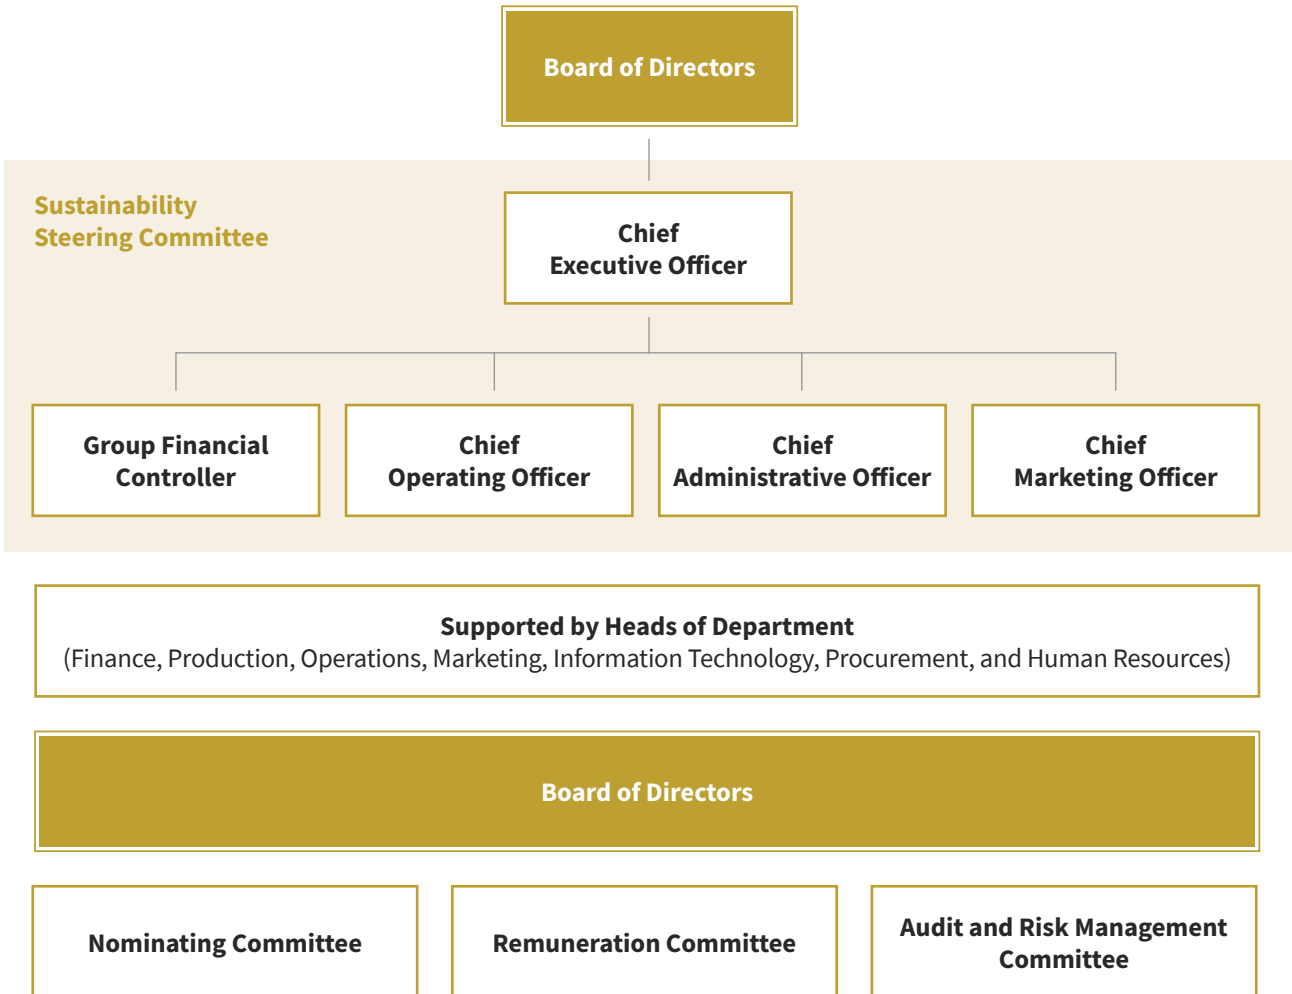 Board of Directors
Sustainability
Steering Committee
Chief
Executive Officer
Group Financial
Controller
Chief
Operating Officer
Chief
Administrative Officer
Chief
Marketing Officer
Supported by Heads of Department
(Finance, Production, Operations, Marketing, Information Technology, Procurement, and Human Resources)
Board of Directors
Nominating Committee
Remuneration Committee
Audit and Risk Management
Committee